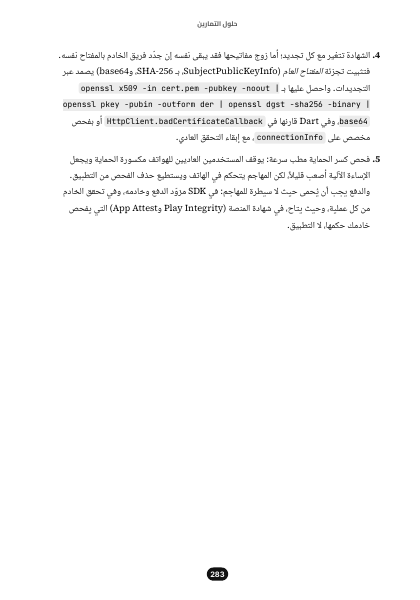 حلول التمارين
4. الشهادة تتغير مع كل تجديد؛ أما زوج مفاتيحها فقد يبقى نفسه إن جدّد فريق الخادم بالمفتاح نفسه.
فتثبيت تجزئة المفتاح العام (SubjectPublicKeyInfo، بـ SHA-256، وbase64) يصمد عبر
التجديدات. واحصل عليها بـ openssl x509 -in cert.pem -pubkey -noout |
openssl pkey -pubin -outform der | openssl dgst -sha256 -binary |
base64، وفي Dart قارنها في HttpClient.badCertificateCallback أو بفحص
مخصص على connectionInfo، مع إبقاء التحقق العادي.
5. فحص كسر الحماية مطب سرعة: يوقف المستخدمين العاديين للهواتف مكسورة الحماية ويجعل
الإساءة الآلية أصعب قليلاً، لكن المهاجم يتحكم في الهاتف ويستطيع حذف الفحص من التطبيق.
والدفع يجب أن يُحمى حيث لا سيطرة للمهاجم: في SDK مزوّد الدفع وخادمه، وفي تحقق الخادم
من كل عملية، وحيث يتاح، في شهادة المنصة (Play Integrity وApp Attest) التي يفحص
خادمك حكمها، لا التطبيق.
283